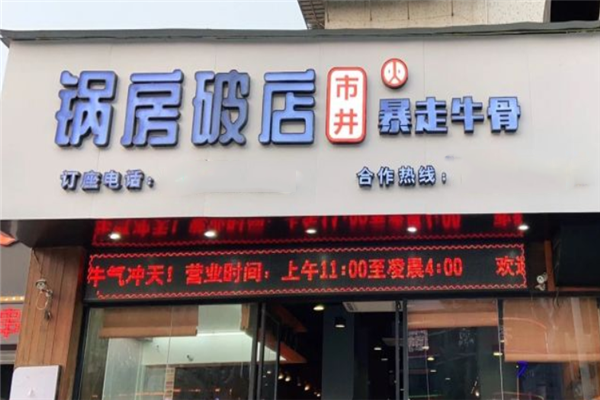 锅房破店 市井 火 暴走牛骨
订座电话： 合作热线：
牛气冲天！营业时间：上午11:00至凌晨4:00 欢迎